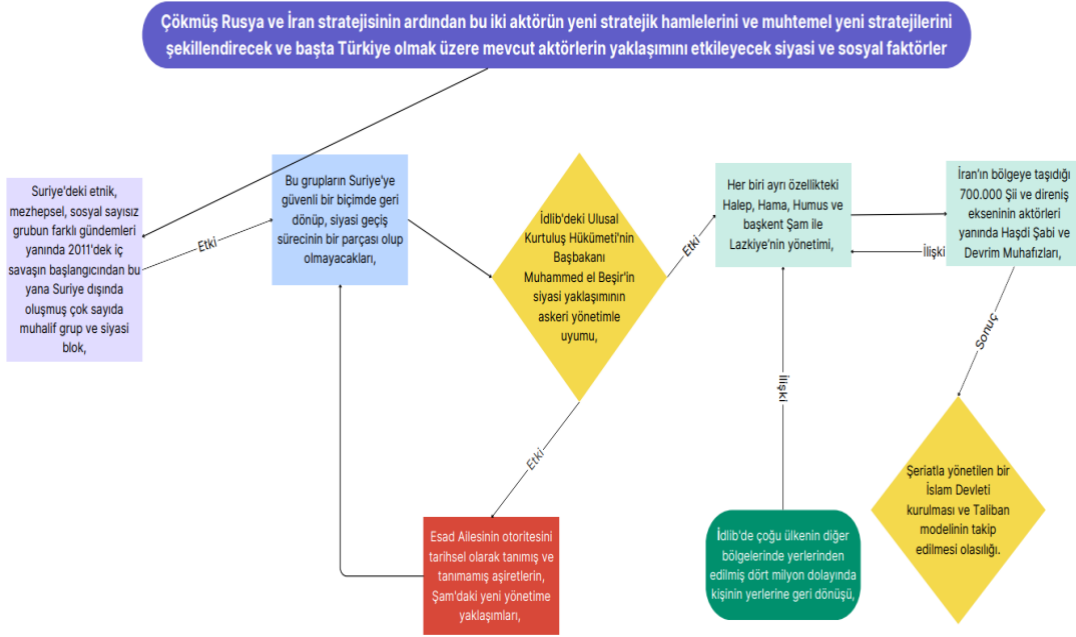 Çökmüş Rusya ve İran stratejisinin ardından bu iki aktörün yeni stratejik hamlelerini ve muhtemel yeni stratejilerini
şekillendirecek ve başta Türkiye olmak üzere mevcut aktörlerin yaklaşımını etkileyecek siyasi ve sosyal faktörler
Suriye'deki etnik,
mezhepsel, sosyal sayısız
grubun farklı gündemleri
yanında 2011'dek iç
savaşın başlangıcından bu
yana Suriye dışında
oluşmuş çok sayıda
muhalif grup ve siyasi
blok,
Etki
Bu grupların Suriye'ye
güvenli bir biçimde geri
dönüp, siyasi geçiş
sürecinin bir parçası olup
olmayacakları,
İdlib'deki Ulusal
Kurtuluş Hükümeti'nin
Başbakanı
Muhammed el Beşir'in
siyasi yaklaşımının
askeri yönetimle
uyumu,
Etki
Her biri ayrı özellikteki
Halep, Hama, Humus ve
başkent Şam ile
Lazkiye'nin yönetimi,
İlişki
İran'ın bölgeye taşıdığı
700.000 Şii ve direniş
ekseninin aktörleri
yanında Haşdi Şabi ve
Devrim Muhafızları,
Sonuç
İlişki
Etki
Esad Ailesinin otoritesini
tarihsel olarak tanımış ve
tanımamış aşiretlerin,
Şam'daki yeni yönetime
yaklaşımları,
İdlib'de çoğu ülkenin diğer
bölgelerinde yerlerinden
edilmiş dört milyon dolayında
kişinin yerlerine geri dönüşü,
Şeriatla yönetilen bir
İslam Devleti
kurulması ve Taliban
modelinin takip
edilmesi olasılığı.